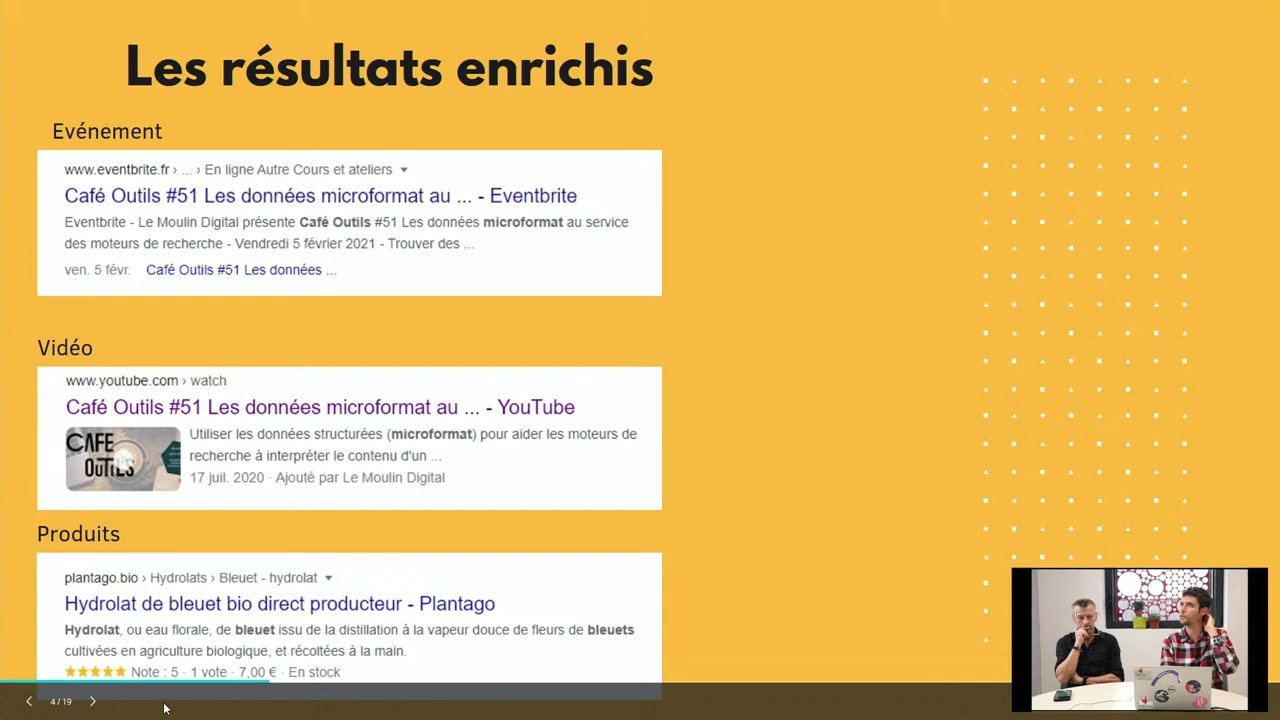 Les résultats enrichis
Evénement
www.eventbrite.fr › ... › En ligne Autre Cours et ateliers
Café Outils #51 Les données microformat au ... - Eventbrite
Eventbrite - Le Moulin Digital présente Café Outils #51 Les données microformat au service
des moteurs de recherche - Vendredi 5 février 2021 - Trouver des ...
ven. 5 févr. Café Outils #51 Les données ...
Vidéo
www.youtube.com › watch
Café Outils #51 Les données microformat au ... - YouTube
CAFE
OUTILS
Utiliser les données structurées (microformat) pour aider les moteurs de
recherche à interpréter le contenu d'un ...
17 juil. 2020 · Ajouté par Le Moulin Digital
Produits
plantago.bio › Hydrolats › Bleuet - hydrolat
Hydrolat de bleuet bio direct producteur - Plantago
Hydrolat, ou eau florale, de bleuet issu de la distillation à la vapeur douce de fleurs de bleuets
cultivées en agriculture biologique, et récoltées à la main.
Note : 5 · 1 vote · 7,00 € · En stock
4 / 19